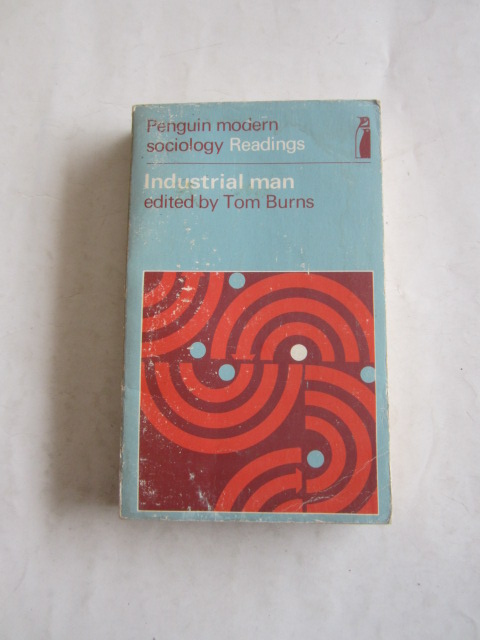 Penguin modern
sociology Readings
Industrial man
edited by Tom Burns